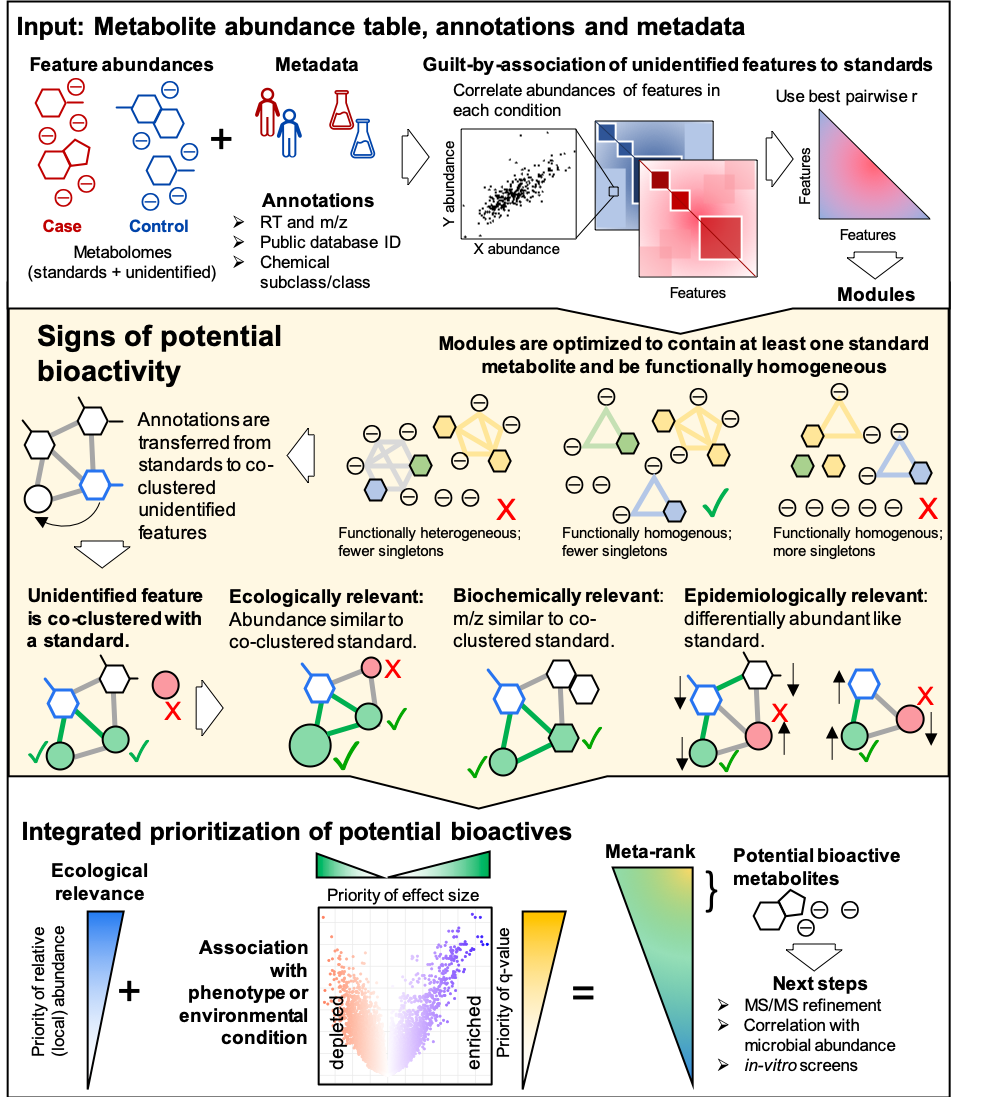 Input: Metabolite abundance table, annotations and metadata
Feature abundances
Metadata
Guilt-by-association of unidentified features to standards
Correlate abundances of features in
each condition
Use best pairwise r
+
Y abundance
X abundance
Features
Features
Features
Case
Control
Metabolomes
(standards + unidentified)
Annotations
➢ RT and m/z
➢ Public database ID
➢ Chemical
subclass/class
Modules
Signs of potential
bioactivity
Modules are optimized to contain at least one standard
metabolite and be functionally homogeneous
Annotations are
transferred from
standards to co-
clustered
unidentified
features
X
✓
X
Functionally heterogeneous;
fewer singletons
Functionally homogenous;
fewer singletons
Functionally homogenous;
more singletons
Unidentified feature
is co-clustered with
a standard.
Ecologically relevant:
Abundance similar to
co-clustered standard.
Biochemically relevant:
m/z similar to co-
clustered standard.
Epidemiologically relevant:
differentially abundant like
standard.
X
X
X
X
Integrated prioritization of potential bioactives
Ecological
relevance
Priority of relative
(local) abundance
+
Association
with
phenotype or
environmental
condition
Priority of effect size
depleted
enriched
Priority of q-value
=
Meta-rank
}
Potential bioactive
metabolites
Next steps
➢ MS/MS refinement
➢ Correlation with
microbial abundance
➢ in-vitro screens